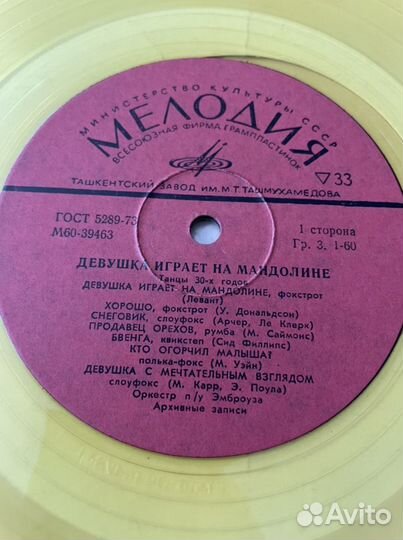 МИНИСТЕРСТВО КУЛЬТУРЫ СССР
МЕЛОДИЯ
ВСЕСОЮЗНАЯ ФИРМА ГРАМПЛАСТИНОК
▽33
ТАШКЕНТСКИЙ ЗАВОД ИМ. М.Т. ТАШМУХАМЕДОВА
ГОСТ 5289-73
М60-39463
1 сторона
Гр. 3. 1-60
ДЕВУШКА ИГРАЕТ НА МАНДОЛИНЕ
Танцы 30-х годов
ДЕВУШКА ИГРАЕТ НА МАНДОЛИНЕ, фокстрот
(Левант)
ХОРОШО, фокстрот (У. Дональдсон)
СНЕГОВИК, слоуфокс (Арчер, Ле Клерк)
ПРОДАВЕЦ ОРЕХОВ, румба (М. Саймонс)
БВЕНГА, квикстеп (Сид Филлипс)
КТО ОГОРЧИЛ МАЛЫША?
полька-фокс (М. Уэйн)
ДЕВУШКА С МЕЧТАТЕЛЬНЫМ ВЗГЛЯДОМ
слоуфокс (М. Карр, Э. Поула)
Оркестр п/у Эмброуза
Архивные записи
Avito